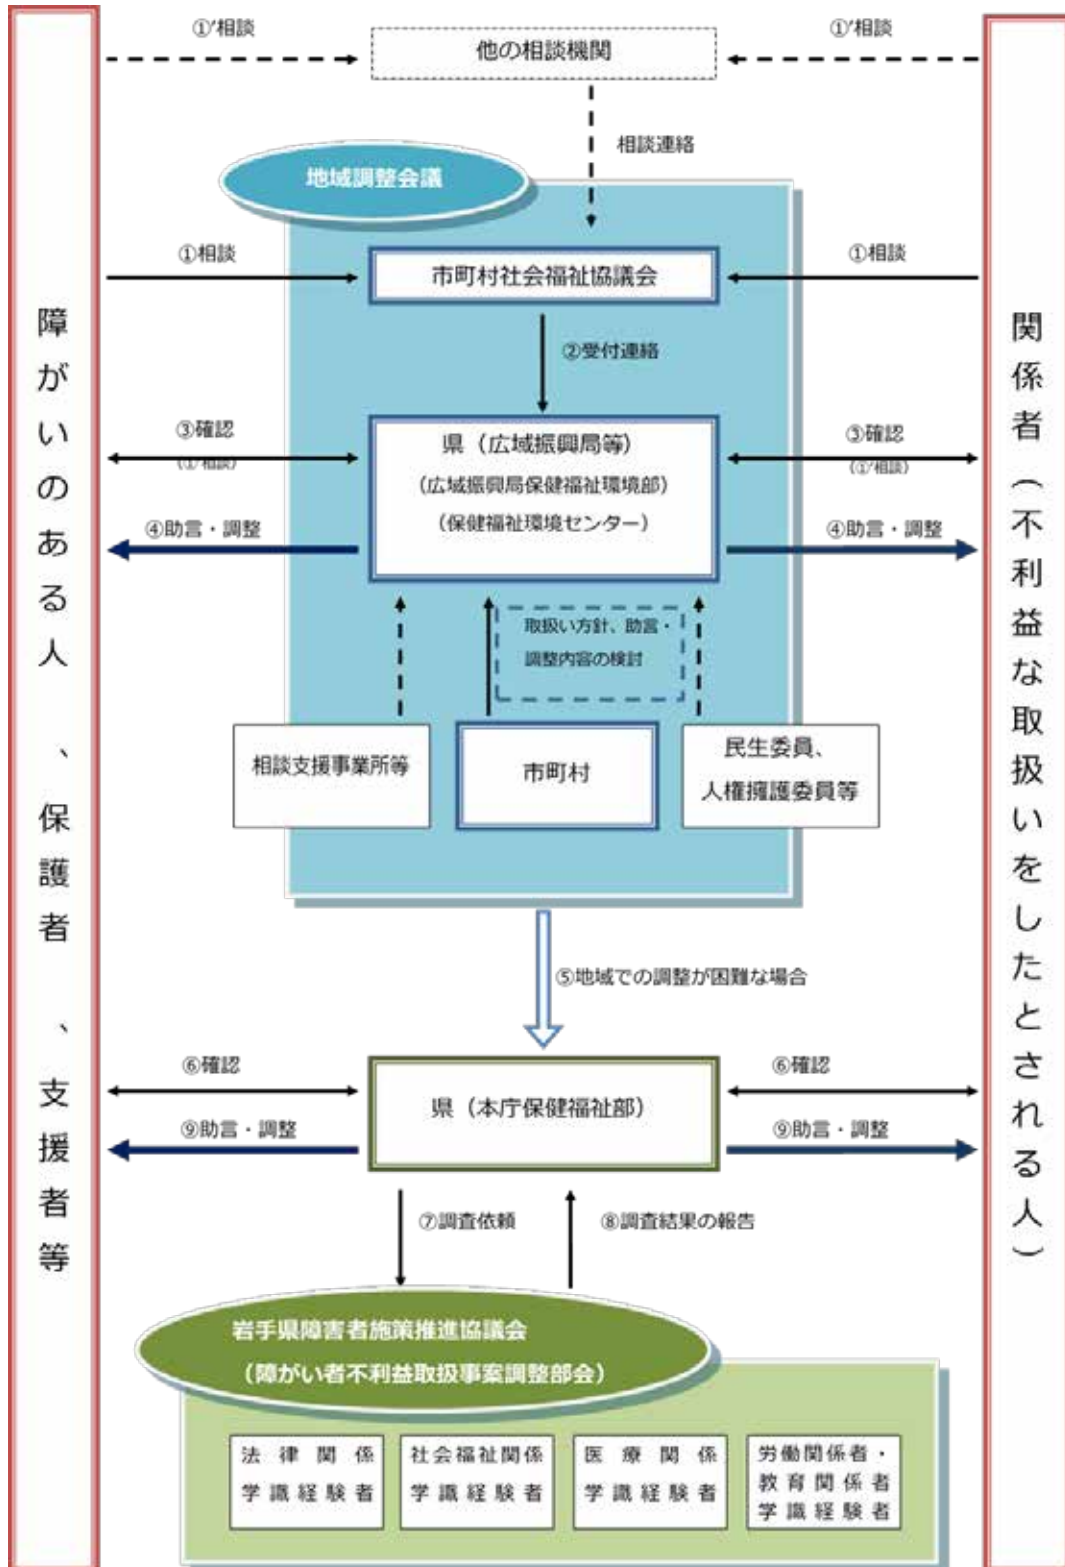 ①’相談
他の相談機関
①’相談
相談連絡
地域調整会議
①相談
市町村社会福祉協議会
①相談
②受付連絡
障がいのある人、保護者、支援者等
関係者（不利益な取扱いをしたとされる人）
③確認
(①’相談)
県（広域振興局等）
（広域振興局保健福祉環境部）
（保健福祉環境センター）
③確認
(①’相談)
④助言・調整
④助言・調整
取扱い方針、助言・
調整内容の検討
相談支援事業所等
市町村
民生委員、
人権擁護委員等
⑤地域での調整が困難な場合
⑥確認
県（本庁保健福祉部）
⑥確認
⑨助言・調整
⑨助言・調整
⑦調査依頼
⑧調査結果の報告
岩手県障害者施策推進協議会
（障がい者不利益取扱事案調整部会）
法律関係
学識経験者
社会福祉関係
学識経験者
医療関係
学識経験者
労働関係者・
教育関係者
学識経験者